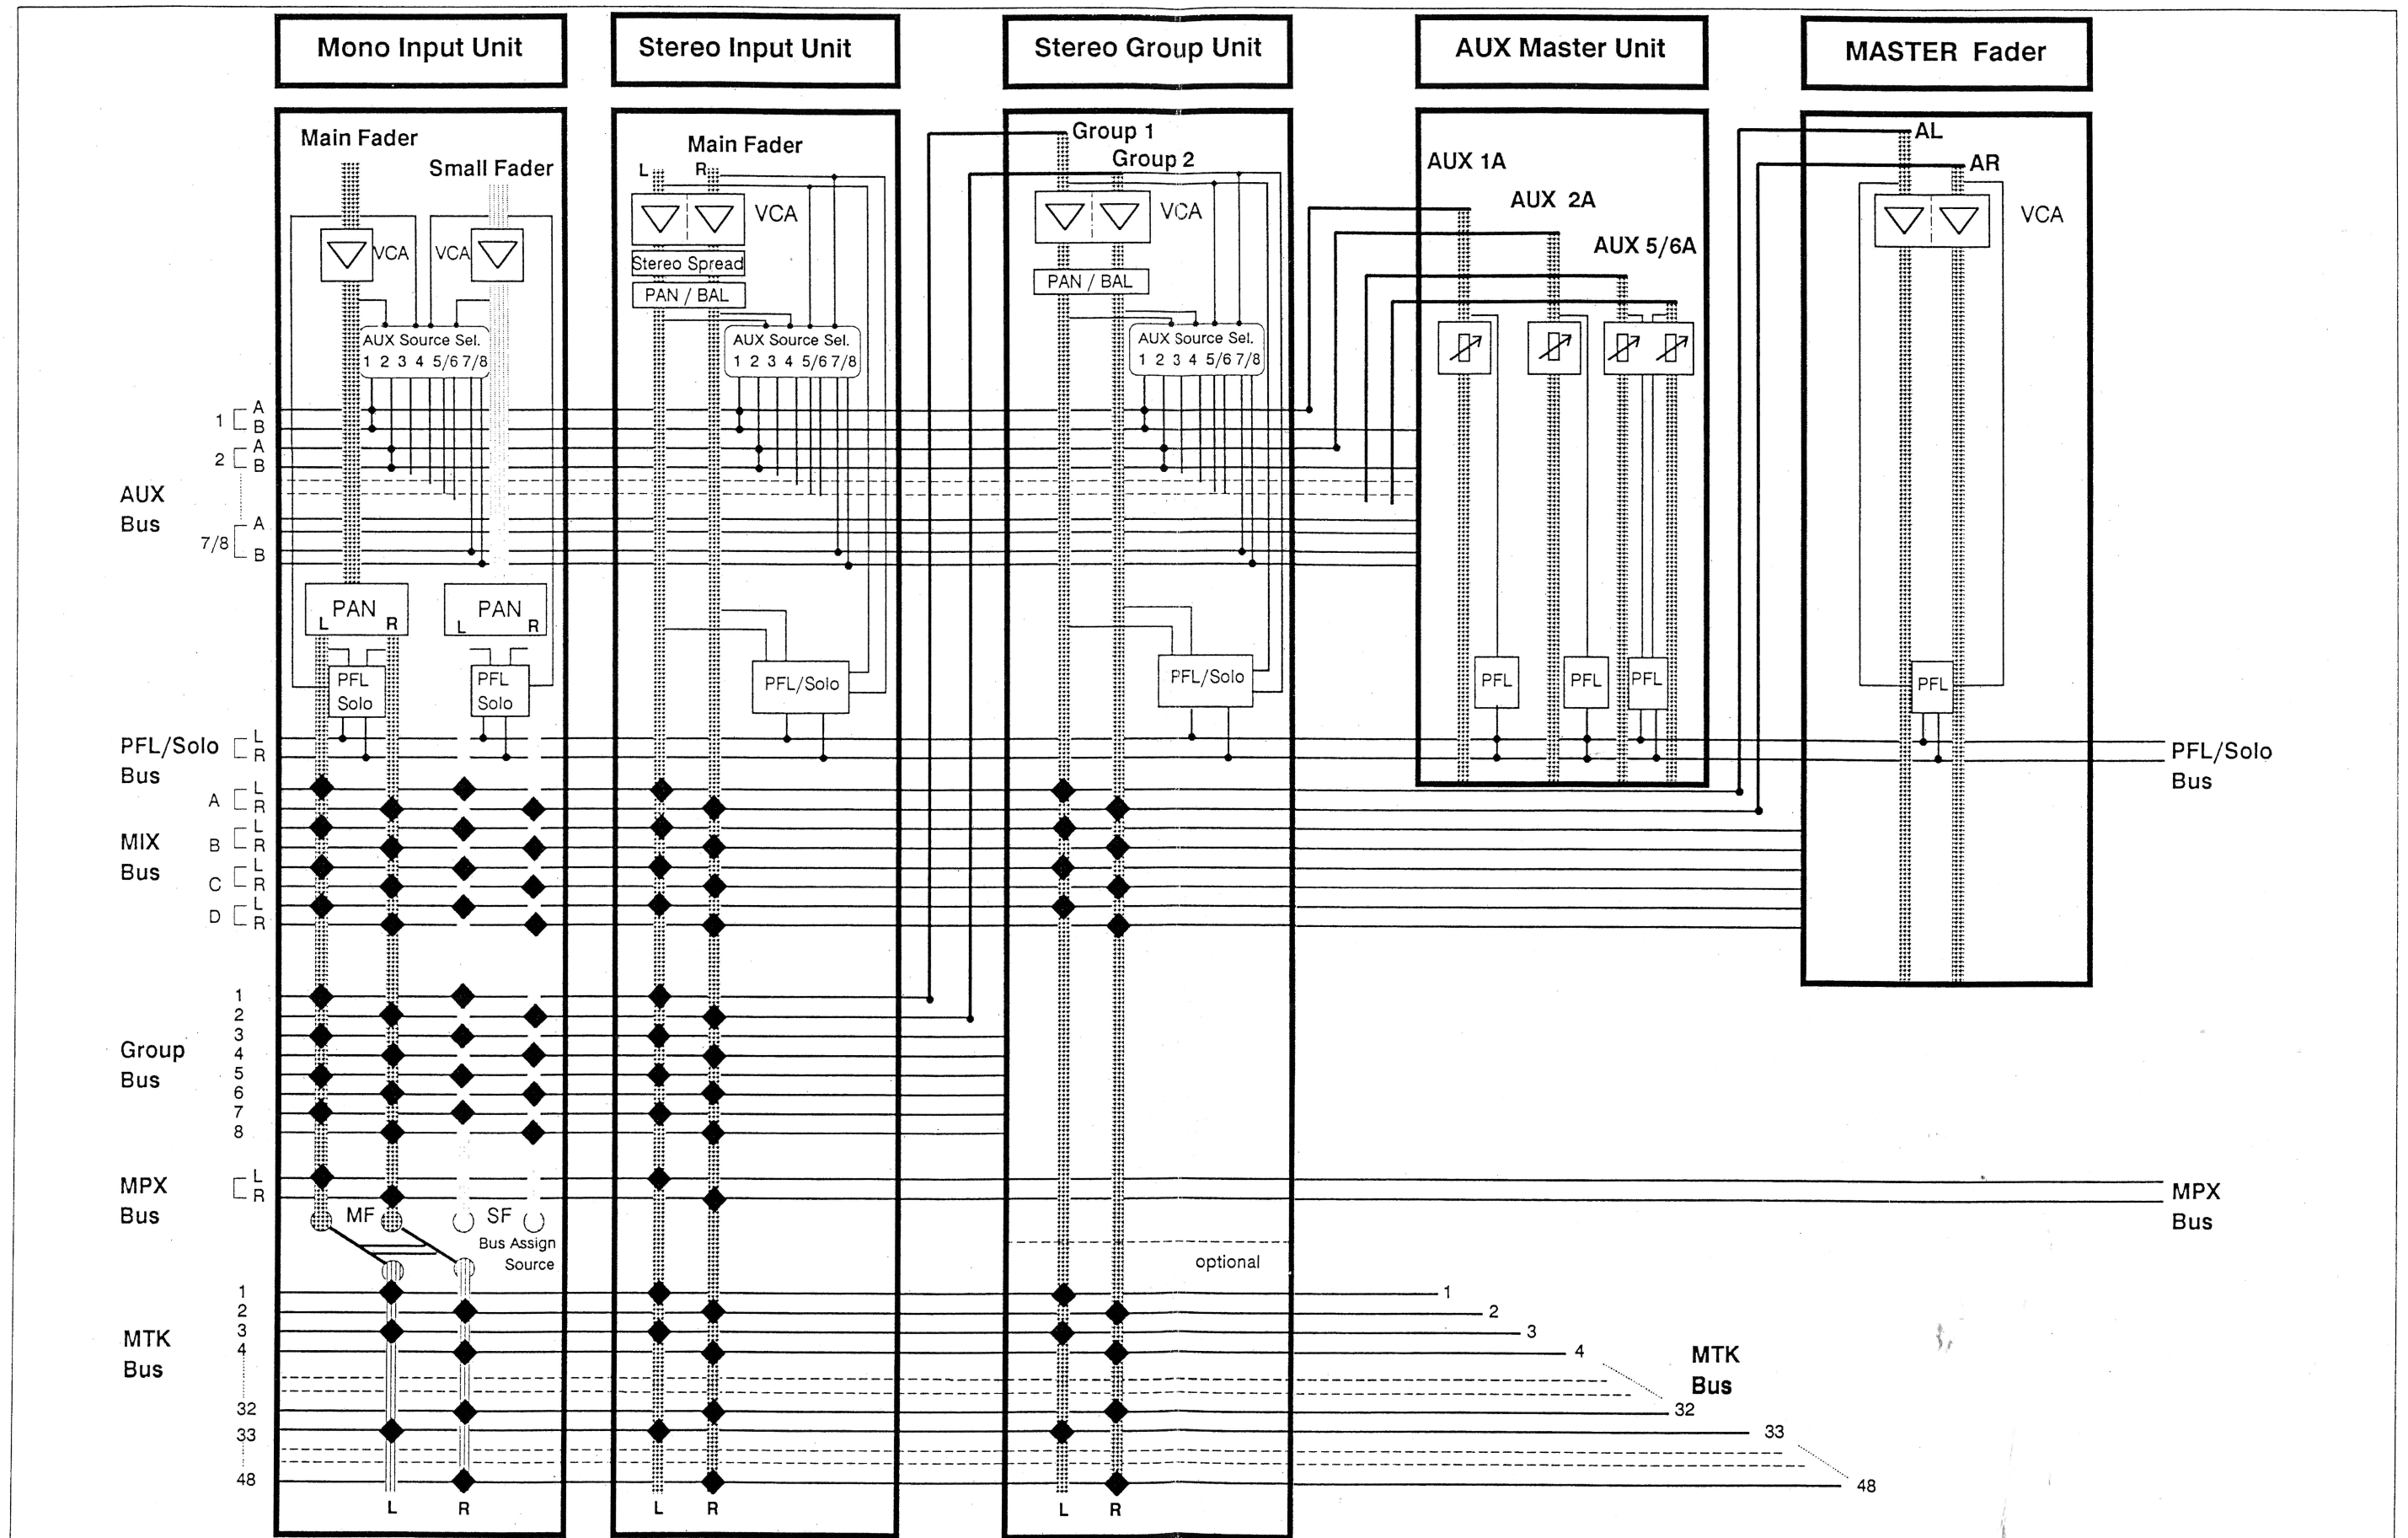 Mono Input Unit
Stereo Input Unit
Stereo Group Unit
AUX Master Unit
MASTER Fader
Main Fader
Small Fader
VCA
VCA
AUX Source Sel.
1 2 3 4 5/6 7/8
PAN
L R
PAN
L R
PFL
Solo
PFL
Solo
MF
SF
Bus Assign
Source
L R
Main Fader
L R
VCA
Stereo Spread
PAN / BAL
AUX Source Sel.
1 2 3 4 5/6 7/8
PFL/Solo
L R
Group 1
Group 2
VCA
PAN / BAL
AUX Source Sel.
1 2 3 4 5/6 7/8
PFL/Solo
optional
L R
AUX 1A
AUX 2A
AUX 5/6A
PFL
PFL
PFL
AL
AR
VCA
PFL
AUX
Bus
1 A
B
2 A
B
7/8 A
B
PFL/Solo
Bus
L
R
PFL/Solo
Bus
MIX
Bus
A L
R
B L
R
C L
R
D L
R
Group
Bus
1
2
3
4
5
6
7
8
MPX
Bus
L
R
MPX
Bus
MTK
Bus
1
2
3
4
32
33
48
1
2
3
4
MTK
Bus
32
33
48